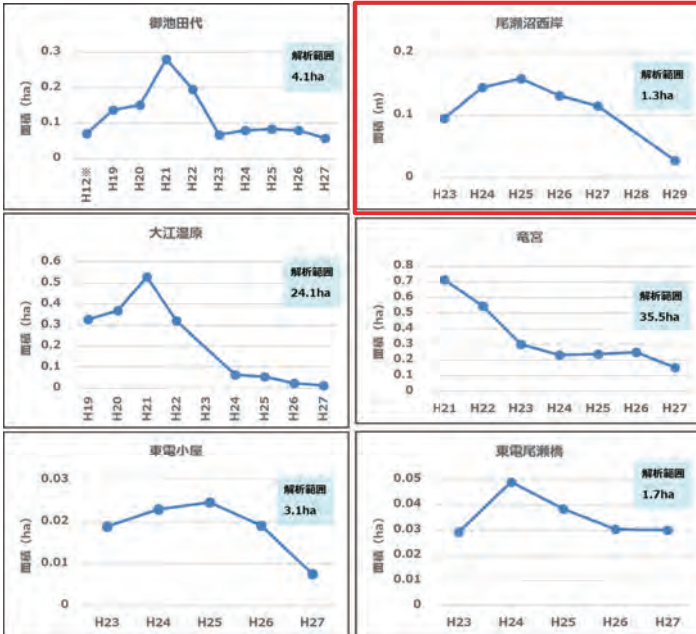 御池田代
面積 (ha)
0.3
0.2
0.1
0
解析範囲
4.1ha
H12※ H19 H20 H21 H22 H23 H24 H25 H26 H27
尾瀬沼西岸
面積 (m)
0.2
0.1
0
解析範囲
1.3ha
H23 H24 H25 H26 H27 H28 H29
大江湿原
面積 (ha)
0.6
0.5
0.4
0.3
0.2
0.1
0
解析範囲
24.1ha
H19 H20 H21 H22 H23 H24 H25 H26 H27
竜宮
面積 (ha)
0.8
0.7
0.6
0.5
0.4
0.3
0.2
0.1
0
解析範囲
35.5ha
H21 H22 H23 H24 H25 H26 H27
東電小屋
面積 (ha)
0.03
0.02
0.01
0
解析範囲
3.1ha
H23 H24 H25 H26 H27
東電尾瀬橋
面積 (ha)
0.05
0.04
0.03
0.02
0.01
0
解析範囲
1.7ha
H23 H24 H25 H26 H27